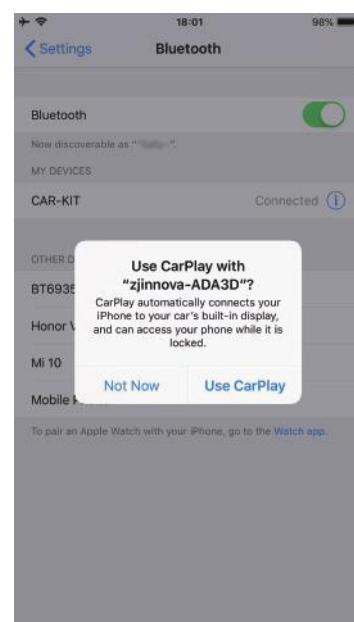 18:01
98%
Settings
Bluetooth
Bluetooth
Now discoverable as "
MY DEVICES
CAR-KIT
Connected
OTHER
BT6935
Honor
Mi 10
Mobile
Use CarPlay with
"zjinnova-ADA3D"?
CarPlay automatically connects your
iPhone to your car's built-in display,
and can access your phone while it is
locked.
Not Now
Use CarPlay
To pair an Apple Watch with your iPhone, go to the Watch app.